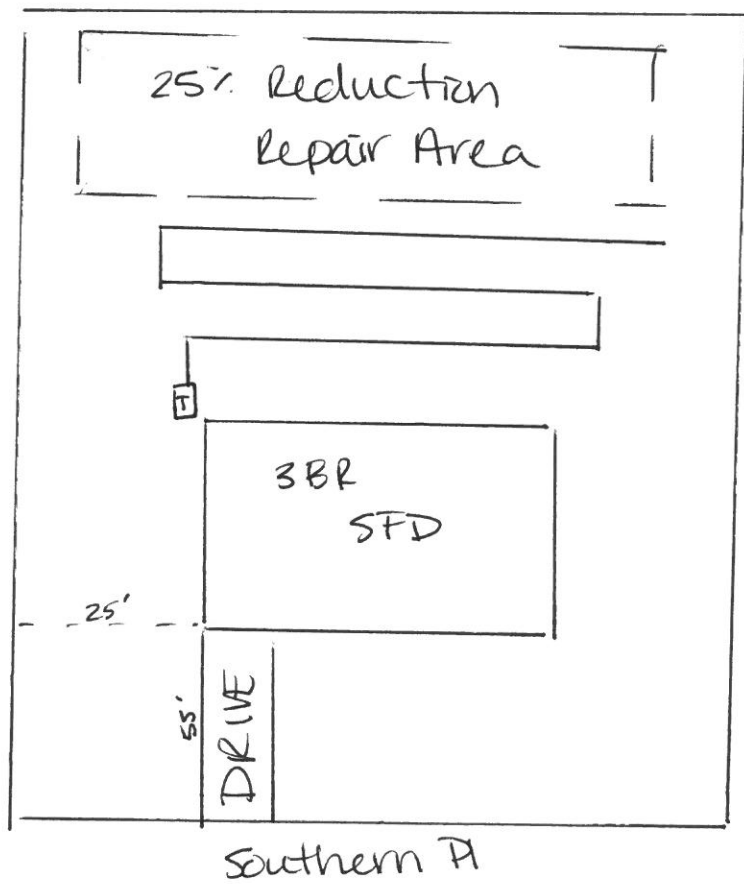 25% Reduction
Repair Area
T
3BR
SFD
25'
55'
DRIVE
Southern Pl